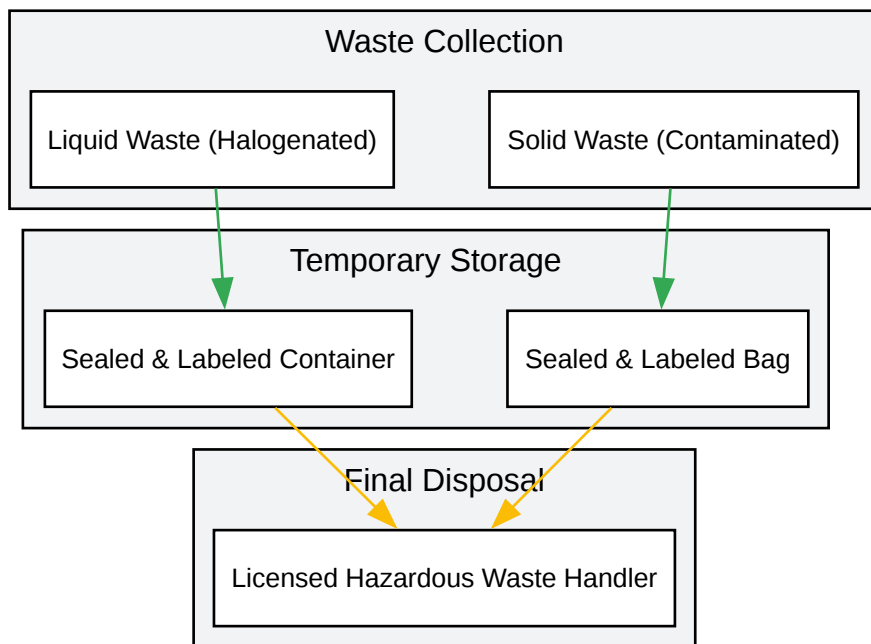 Waste Collection
Liquid Waste (Halogenated)
Solid Waste (Contaminated)
Temporary Storage
Sealed & Labeled Container
Sealed & Labeled Bag
Final Disposal
Licensed Hazardous Waste Handler